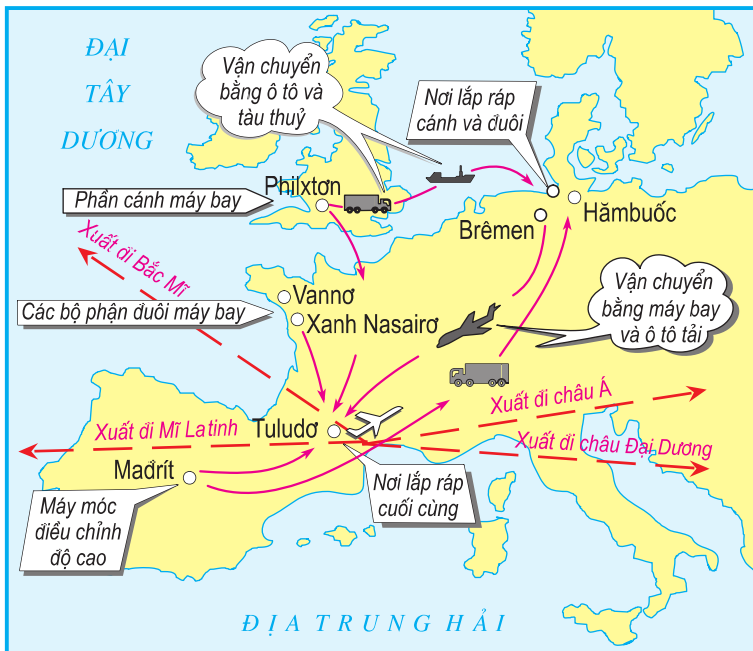 ĐẠI
TÂY
DƯƠNG
Vận chuyển
bằng ô tô và
tàu thuỷ
Nơi lắp ráp
cánh và đuôi
Phần cánh máy bay
Philxtơn
Hămbuốc
Brêmen
Xuất đi Bắc Mĩ
Vannơ
Các bộ phận đuôi máy bay
Xanh Nasairơ
Vận chuyển
bằng máy bay
và ô tô tải
Xuất đi châu Á
Xuất đi Mĩ Latinh
Tuludơ
Xuất đi châu Đại Dương
Mađrít
Máy móc
điều chỉnh
độ cao
Nơi lắp ráp
cuối cùng
ĐỊA TRUNG HẢI